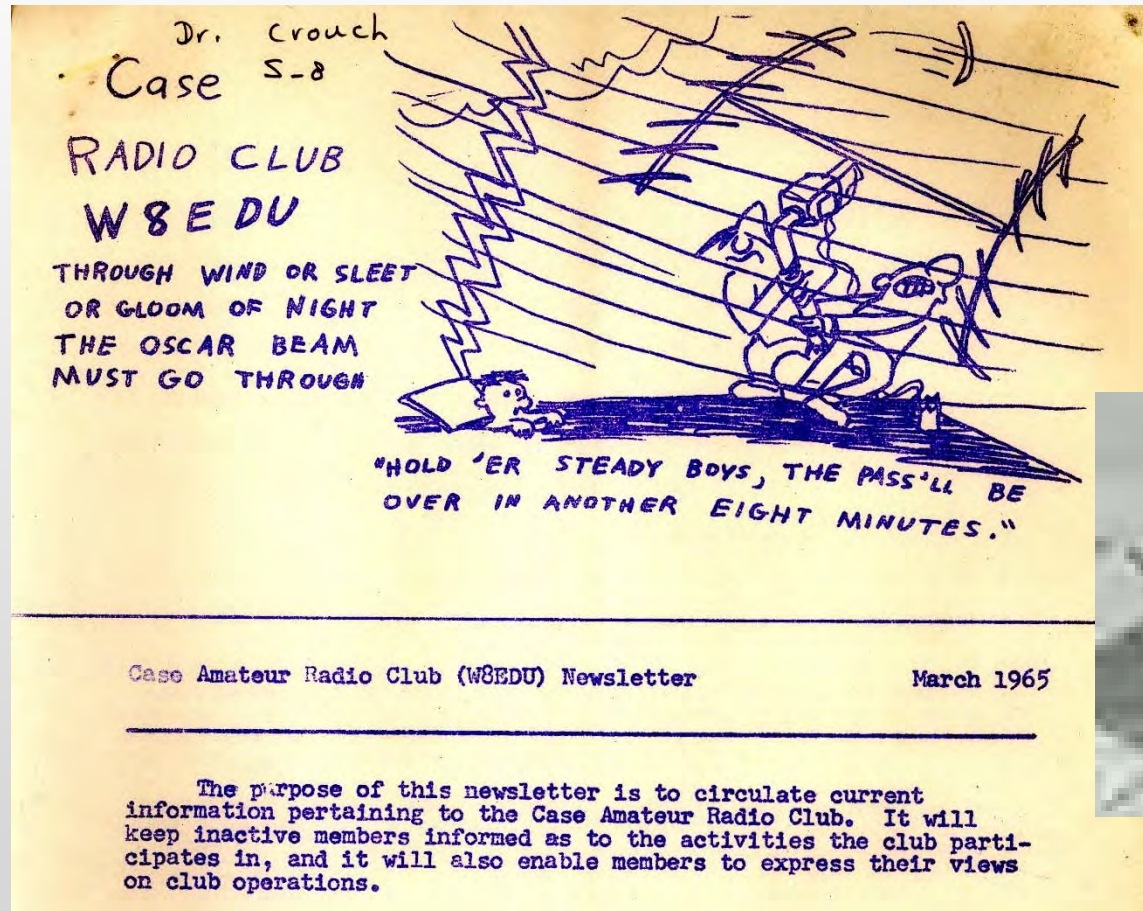 Dr. Crouch
S-8
Case
RADIO CLUB
W8EDU
THROUGH WIND OR SLEET
OR GLOOM OF NIGHT
THE OSCAR BEAM
MUST GO THROUGH
"HOLD 'ER STEADY BOYS, THE PASS'LL BE
OVER IN ANOTHER EIGHT MINUTES."
Case Amateur Radio Club (W8EDU) Newsletter March 1965
The purpose of this newsletter is to circulate current
information pertaining to the Case Amateur Radio Club. It will
keep inactive members informed as to the activities the club parti-
cipates in, and it will also enable members to express their views
on club operations.